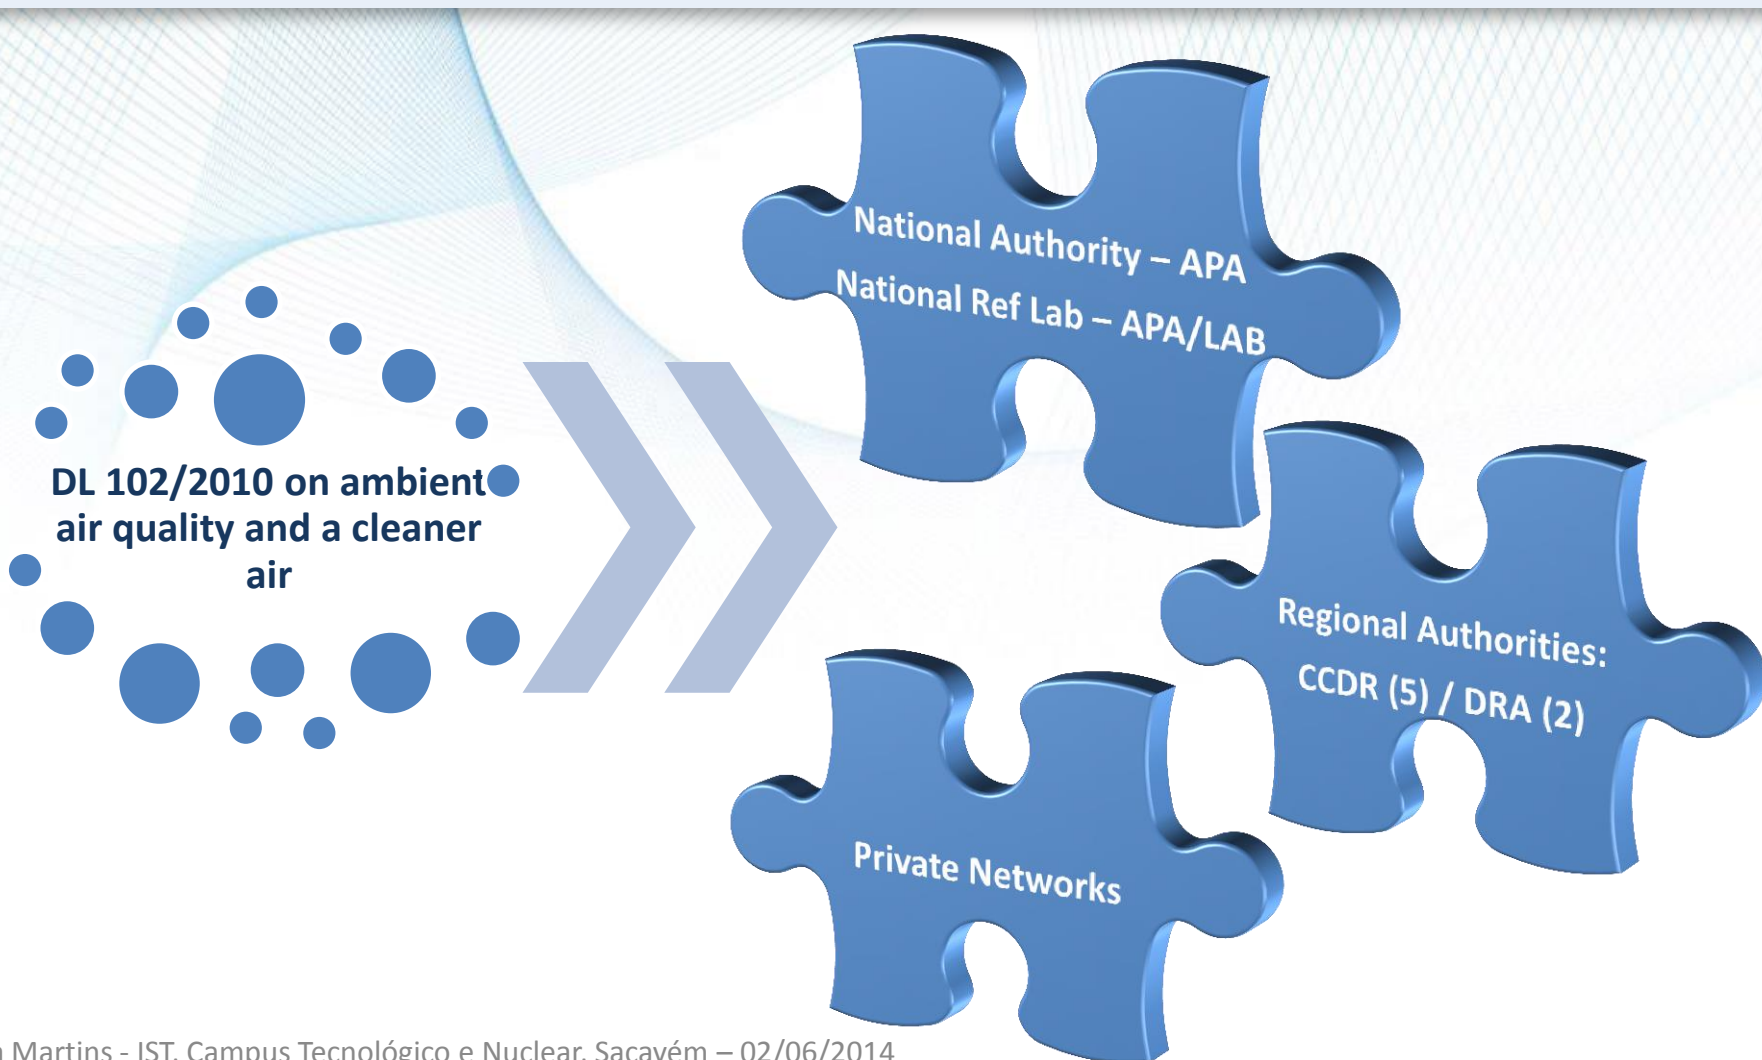 National Authority – APA
National Ref Lab – APA/LAB
DL 102/2010 on ambient
air quality and a cleaner
air
Regional Authorities:
CCDR (5) / DRA (2)
Private Networks
Martins - IST, Campus Tecnológico e Nuclear, Sacavém – 02/06/2014